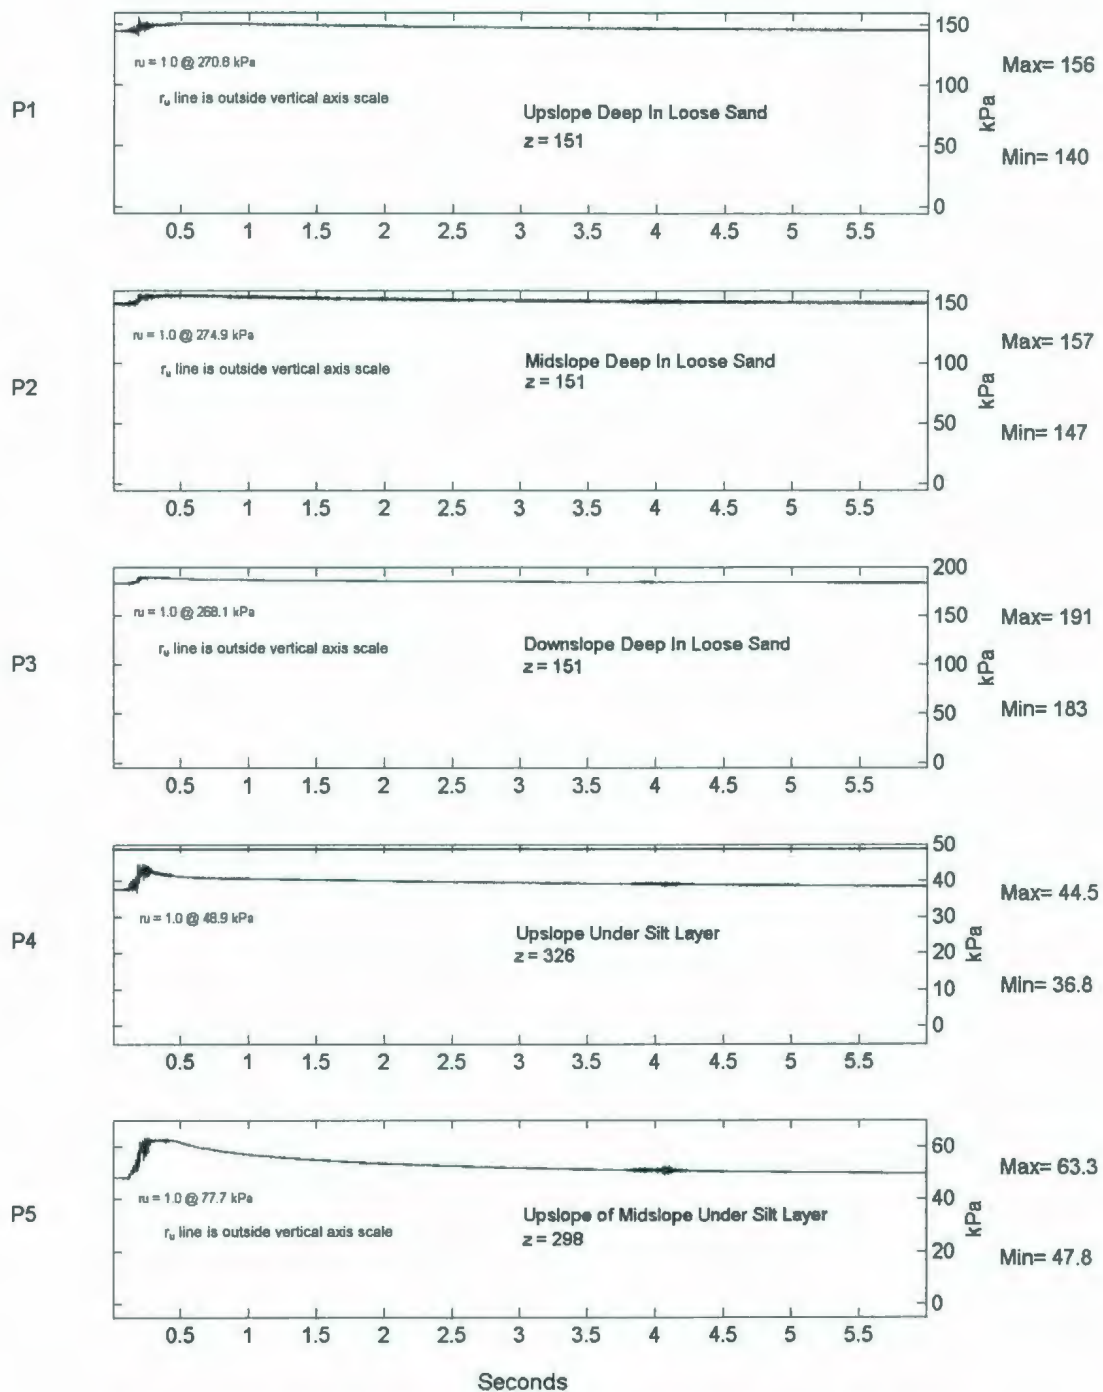 P1
ru = 1.0 @ 270.8 kPa
rᵤ line is outside vertical axis scale
Upslope Deep In Loose Sand
z = 151
150
100
50
0
kPa
Max= 156
Min= 140
0.5 1 1.5 2 2.5 3 3.5 4 4.5 5 5.5
P2
ru = 1.0 @ 274.9 kPa
rᵤ line is outside vertical axis scale
Midslope Deep In Loose Sand
z = 151
150
100
50
0
kPa
Max= 157
Min= 147
0.5 1 1.5 2 2.5 3 3.5 4 4.5 5 5.5
P3
ru = 1.0 @ 268.1 kPa
rᵤ line is outside vertical axis scale
Downslope Deep In Loose Sand
z = 151
200
150
100
50
0
kPa
Max= 191
Min= 183
0.5 1 1.5 2 2.5 3 3.5 4 4.5 5 5.5
P4
ru = 1.0 @ 48.9 kPa
Upslope Under Silt Layer
z = 326
50
40
30
20
10
0
kPa
Max= 44.5
Min= 36.8
0.5 1 1.5 2 2.5 3 3.5 4 4.5 5 5.5
P5
ru = 1.0 @ 77.7 kPa
rᵤ line is outside vertical axis scale
Upslope of Midslope Under Silt Layer
z = 298
60
40
20
0
kPa
Max= 63.3
Min= 47.8
0.5 1 1.5 2 2.5 3 3.5 4 4.5 5 5.5
Seconds